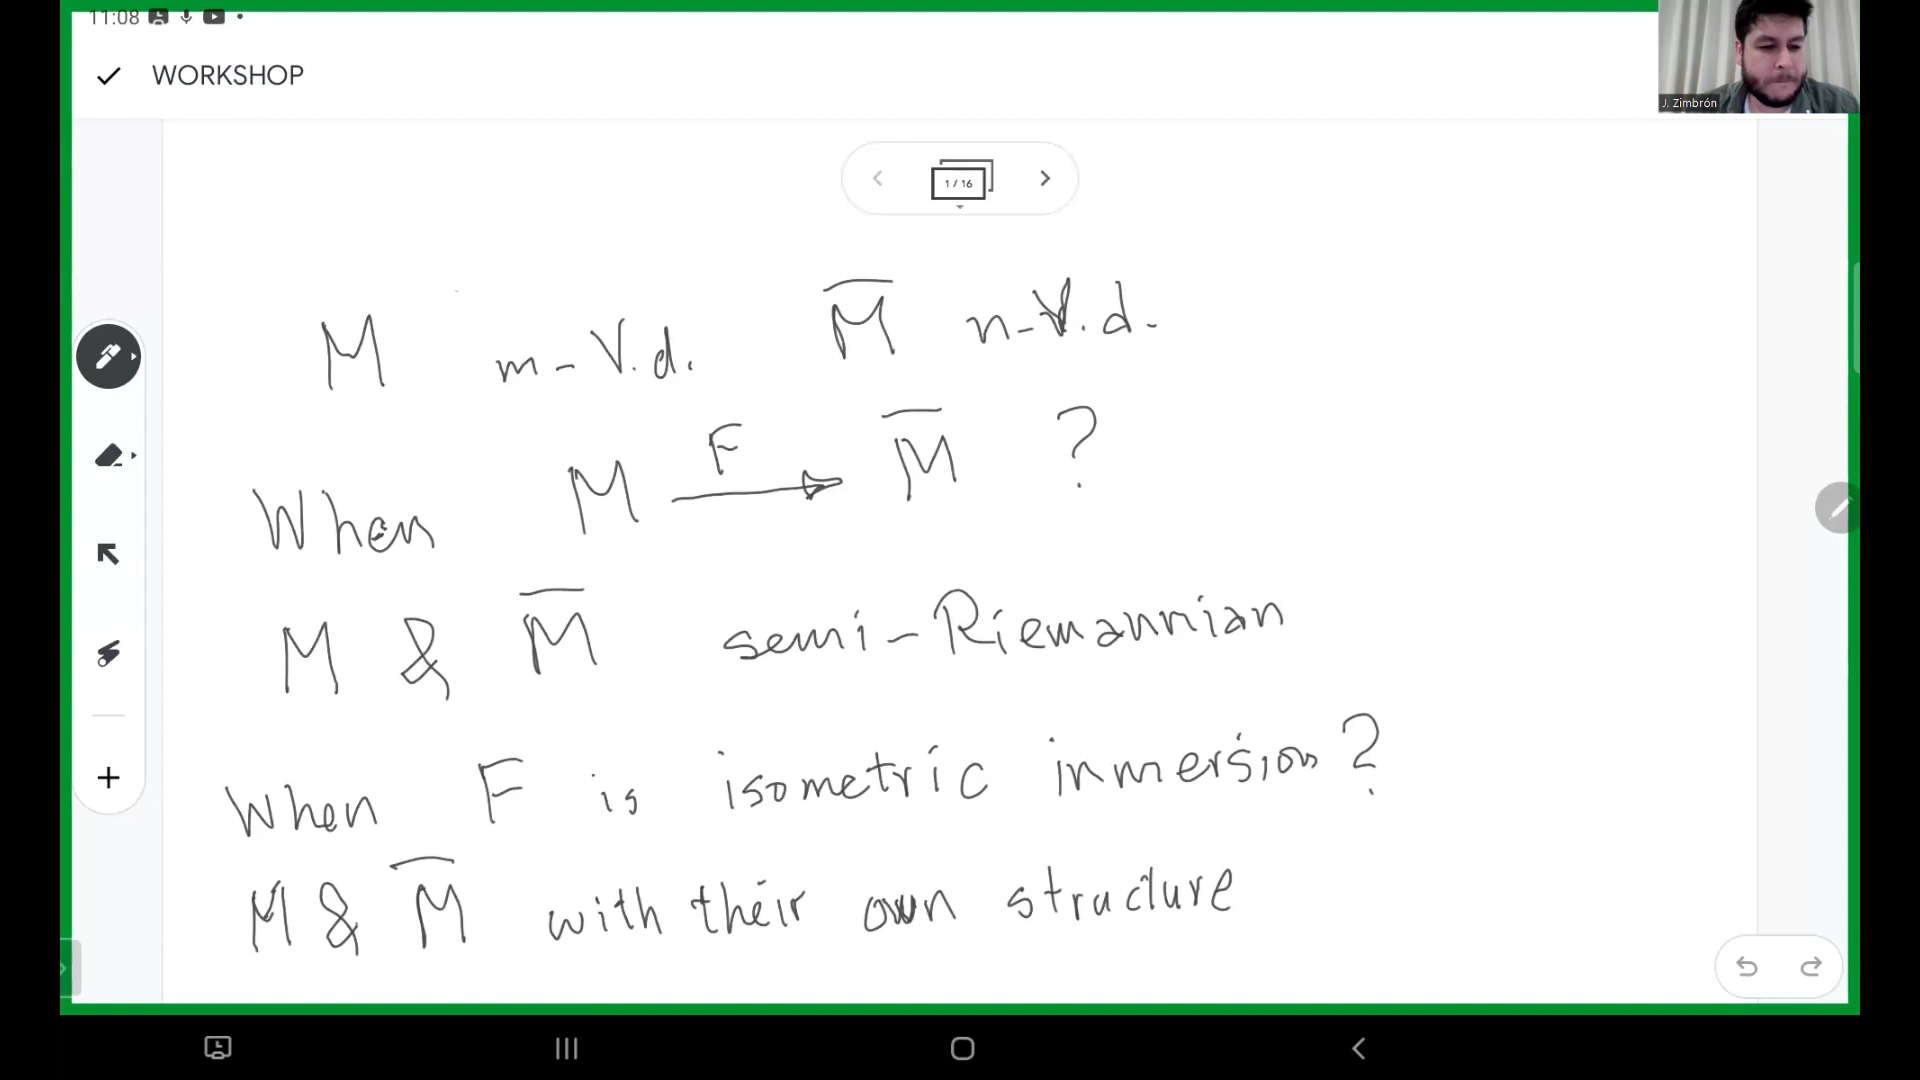 11:08
J. Zimbrón
WORKSHOP
1 / 16
M m-V.d. M̅ n-V.d.
When M F→ M̅ ?
M & M̅ semi-Riemannian
When F is isometric inmersion?
M & M̅ with their own structure